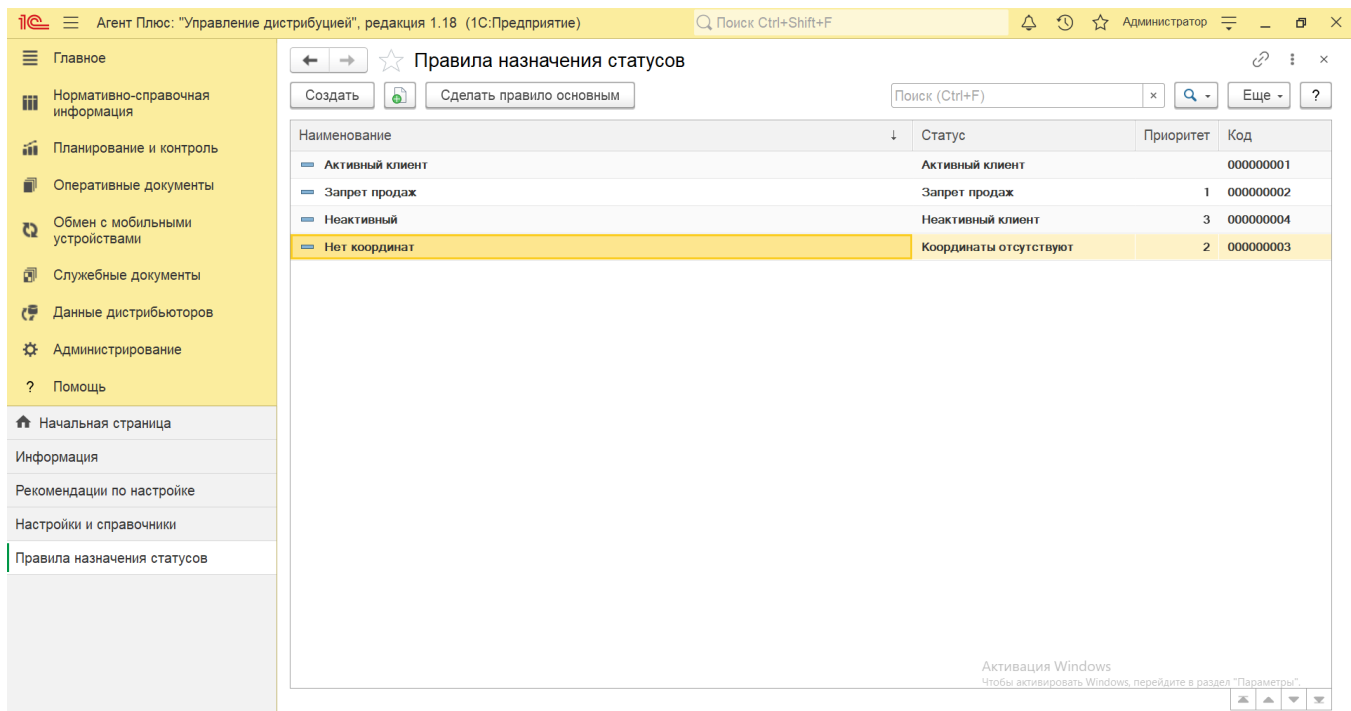 1С Агент Плюс: "Управление дистрибуцией", редакция 1.18 (1С:Предприятие) Поиск Ctrl+Shift+F Администратор
Главное
Нормативно-справочная
информация
Планирование и контроль
Оперативные документы
Обмен с мобильными
устройствами
Служебные документы
Данные дистрибьюторов
Администрирование
? Помощь
Начальная страница
Информация
Рекомендации по настройке
Настройки и справочники
Правила назначения статусов
Правила назначения статусов
Создать Сделать правило основным Поиск (Ctrl+F) × Еще ?
Наименование ↓ Статус Приоритет Код
Активный клиент Активный клиент 000000001
Запрет продаж Запрет продаж 1 000000002
Неактивный Неактивный клиент 3 000000004
Нет координат Координаты отсутствуют 2 000000003
Активация Windows
Чтобы активировать Windows, перейдите в раздел "Параметры".